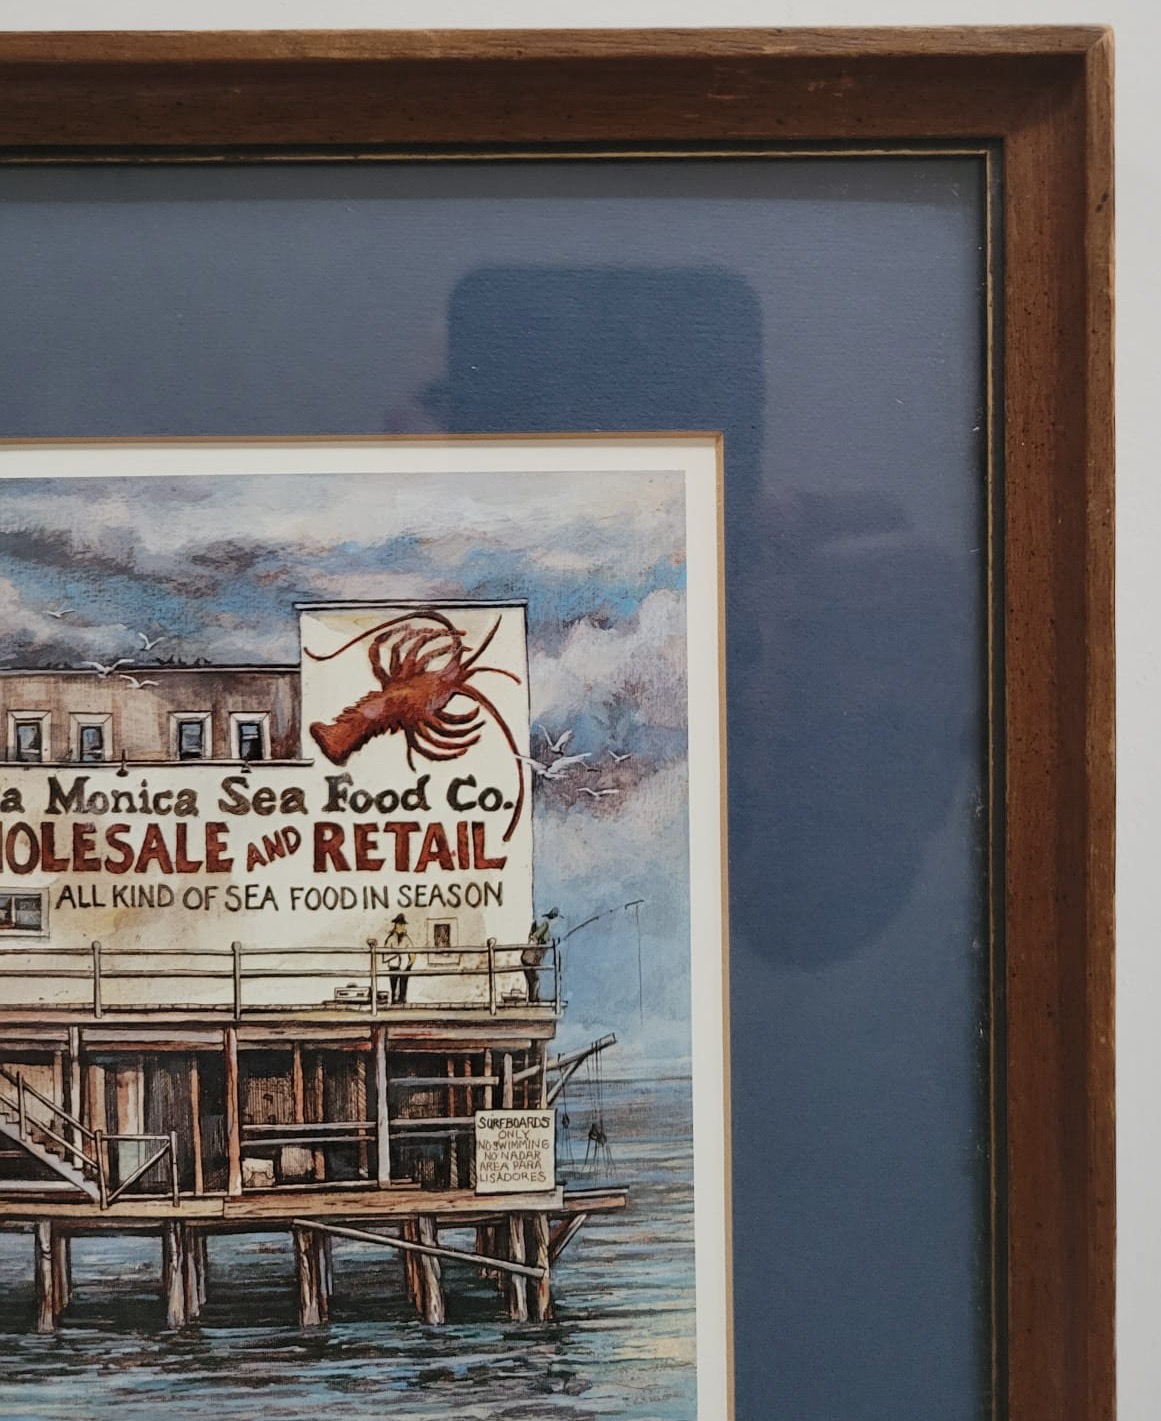 a Monica Sea Food Co.
HOLESALE AND RETAIL
ALL KIND OF SEA FOOD IN SEASON
SURFBOARDS
ONLY
NO SWIMMING
NO NADAR
AREA PARA
LISADORES